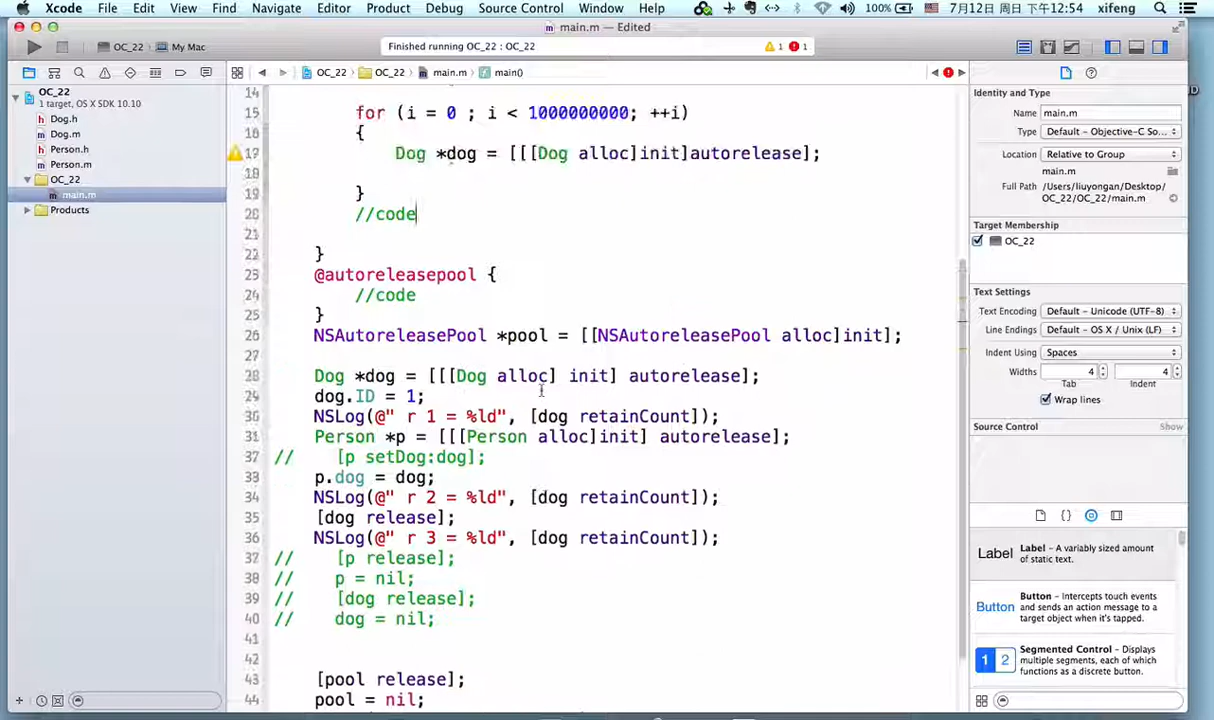 Xcode File Edit View Find Navigate Editor Product Debug Source Control Window Help 100% 7月12日 周日 下午12:54 xifeng
main.m — Edited
OC_22 My Mac Finished running OC_22 : OC_22 1 1
OC_22 OC_22 main.m main()
OC_22
1 target, OS X SDK 10.10
Dog.h
Dog.m
Person.h
Person.m
OC_22
main.m
Products
14
15 for (i = 0 ; i < 1000000000; ++i)
16 {
17 Dog *dog = [[[Dog alloc]init]autorelease];
18
19 }
20 //code
21
22 }
23 @autoreleasepool {
24 //code
25 }
26 NSAutoreleasePool *pool = [[NSAutoreleasePool alloc]init];
27
28 Dog *dog = [[[Dog alloc] init] autorelease];
29 dog.ID = 1;
30 NSLog(@" r 1 = %ld", [dog retainCount]);
31 Person *p = [[[Person alloc]init] autorelease];
32 // [p setDog:dog];
33 p.dog = dog;
34 NSLog(@" r 2 = %ld", [dog retainCount]);
35 [dog release];
36 NSLog(@" r 3 = %ld", [dog retainCount]);
37 // [p release];
38 // p = nil;
39 // [dog release];
40 // dog = nil;
41
42
43 [pool release];
44 pool = nil;
Identity and Type
Name main.m
Type Default - Objective-C So...
Location Relative to Group
main.m
Full Path /Users/liuyongan/Desktop/
OC_22/OC_22/main.m
Target Membership
OC_22
Text Settings
Text Encoding Default - Unicode (UTF-8)
Line Endings Default - OS X / Unix (LF)
Indent Using Spaces
Widths 4 4
Tab Indent
Wrap lines
Source Control Show
Label Label - A variably sized amount
of static text.
Button Button - Intercepts touch events
and sends an action message to a
target object when it's tapped.
1 2 Segmented Control - Displays
multiple segments, each of which
functions as a discrete button.